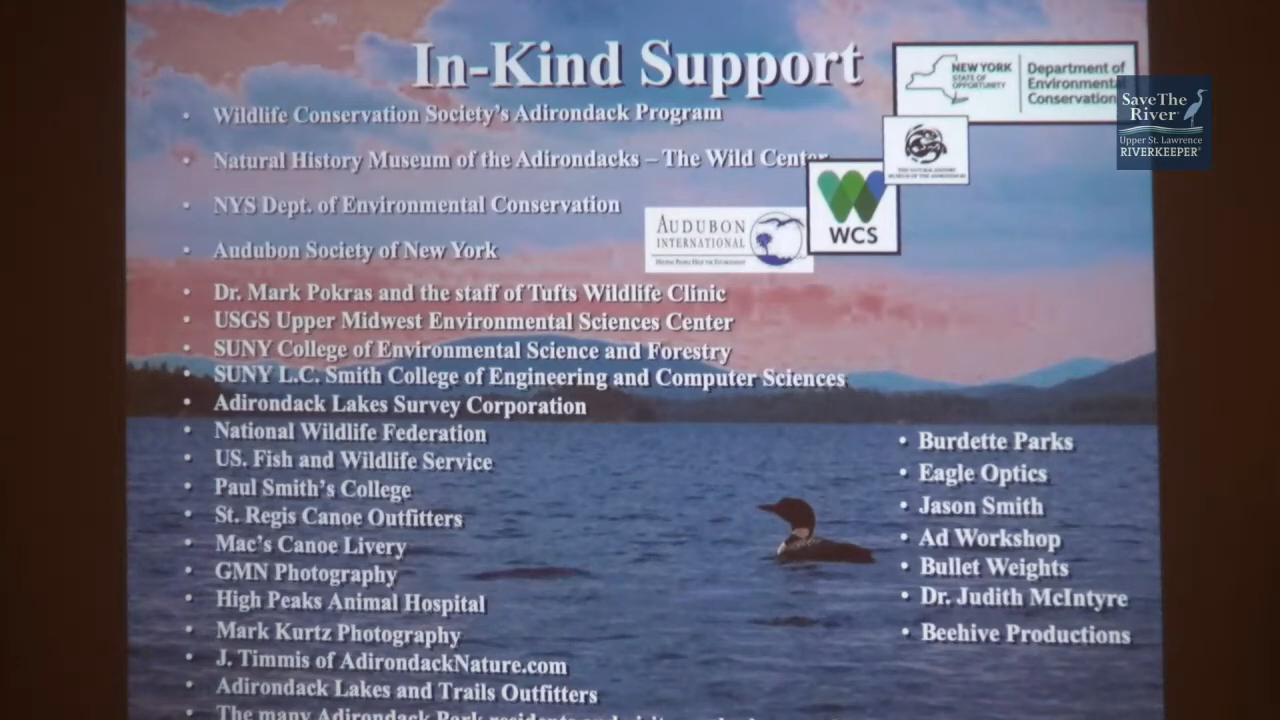 In-Kind Support
• Wildlife Conservation Society's Adirondack Program
• Natural History Museum of the Adirondacks – The Wild Center
• NYS Dept. of Environmental Conservation
• Audubon Society of New York
• Dr. Mark Pokras and the staff of Tufts Wildlife Clinic
• USGS Upper Midwest Environmental Sciences Center
• SUNY College of Environmental Science and Forestry
• SUNY L.C. Smith College of Engineering and Computer Sciences
• Adirondack Lakes Survey Corporation
• National Wildlife Federation
• US. Fish and Wildlife Service
• Paul Smith's College
• St. Regis Canoe Outfitters
• Mac's Canoe Livery
• GMN Photography
• High Peaks Animal Hospital
• Mark Kurtz Photography
• J. Timmis of AdirondackNature.com
• Adirondack Lakes and Trails Outfitters
The many Adirondack Park residents and
• Burdette Parks
• Eagle Optics
• Jason Smith
• Ad Workshop
• Bullet Weights
• Dr. Judith McIntyre
• Beehive Productions
NEW YORK
STATE OF
OPPORTUNITY
Department of
Environmental
Conservation
WCS
AUDUBON
INTERNATIONAL
Save The
River
Upper St. Lawrence
RIVERKEEPER®